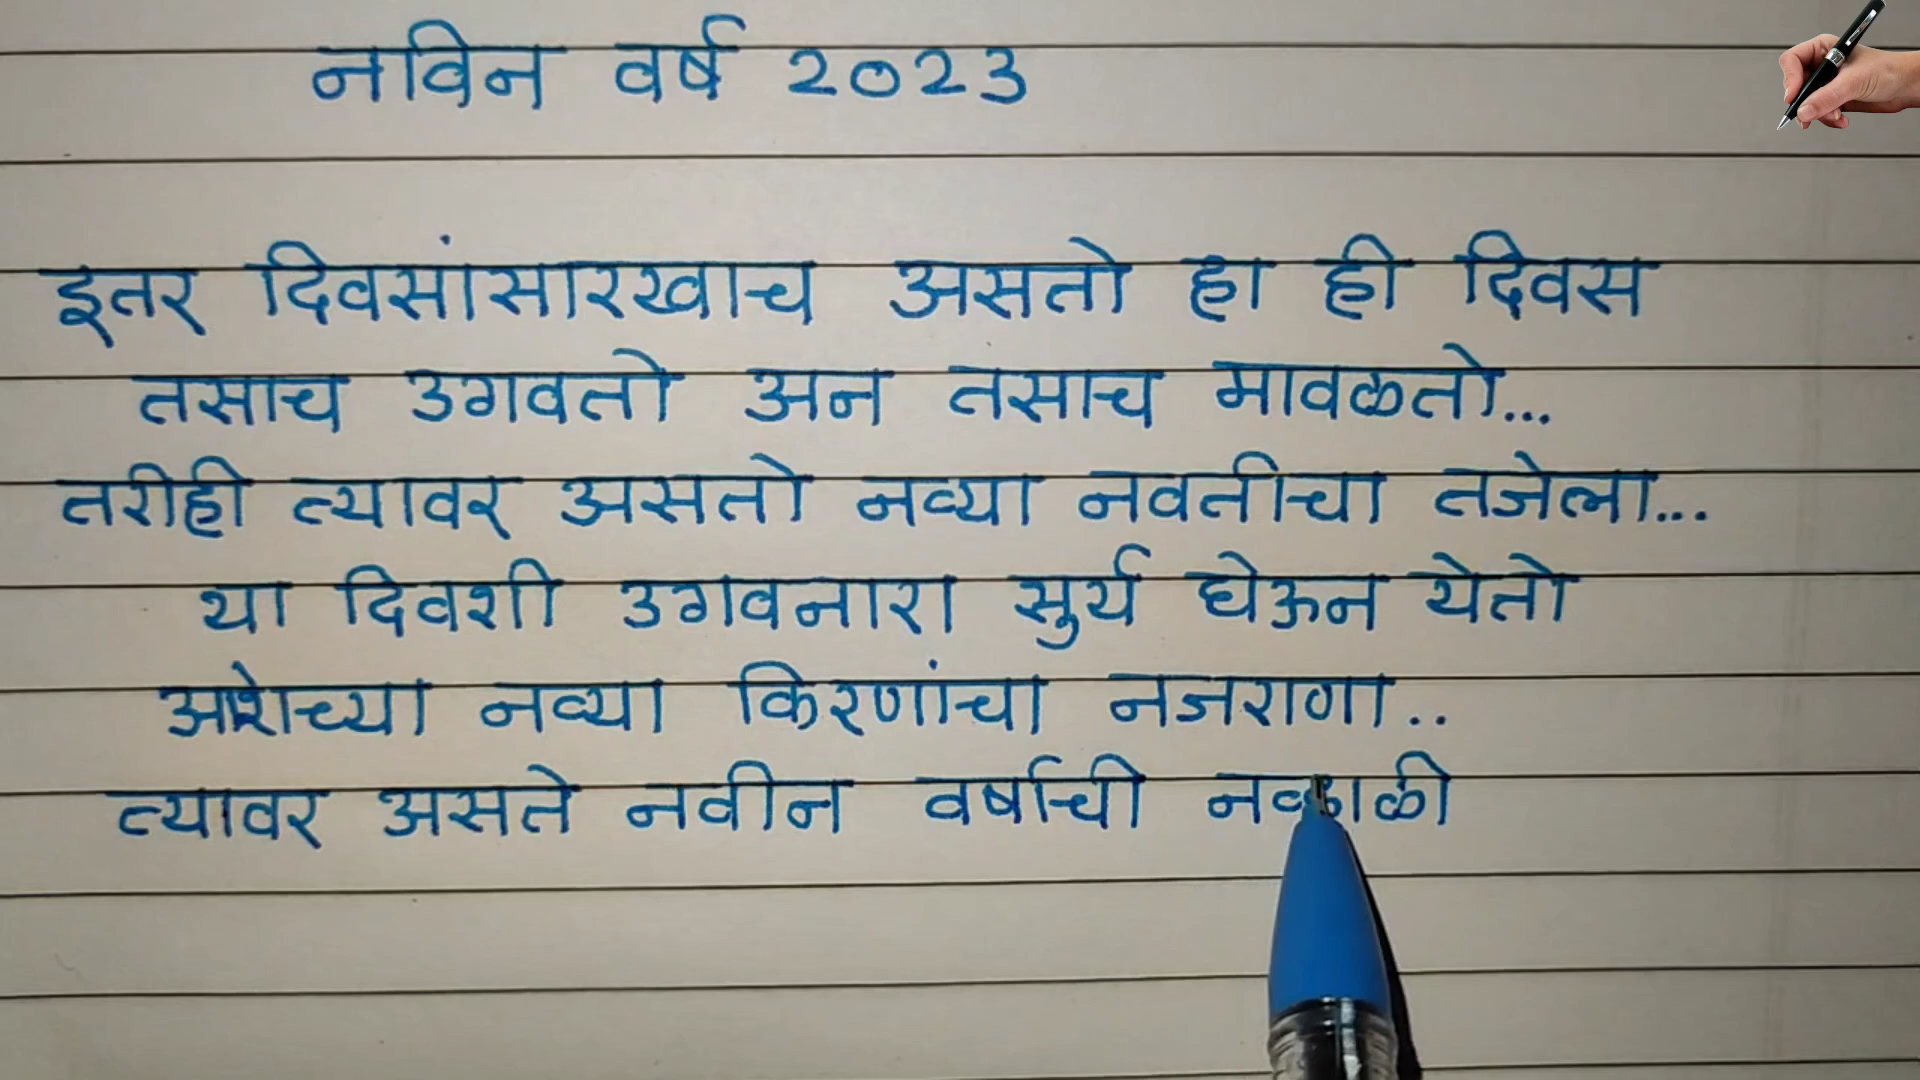 नविन वर्ष 2023
इतर दिवसांसारखाच असतो हा ही दिवस
तसाच उगवतो अन तसाच मावळतो...
तरीही त्यावर असतो नव्या नवतीचा तजेला...
या दिवशी उगवनारा सुर्य घेऊन येतो
आशेच्या नव्या किरणांचा नजराणा..
त्यावर असते नवीन वर्षाची